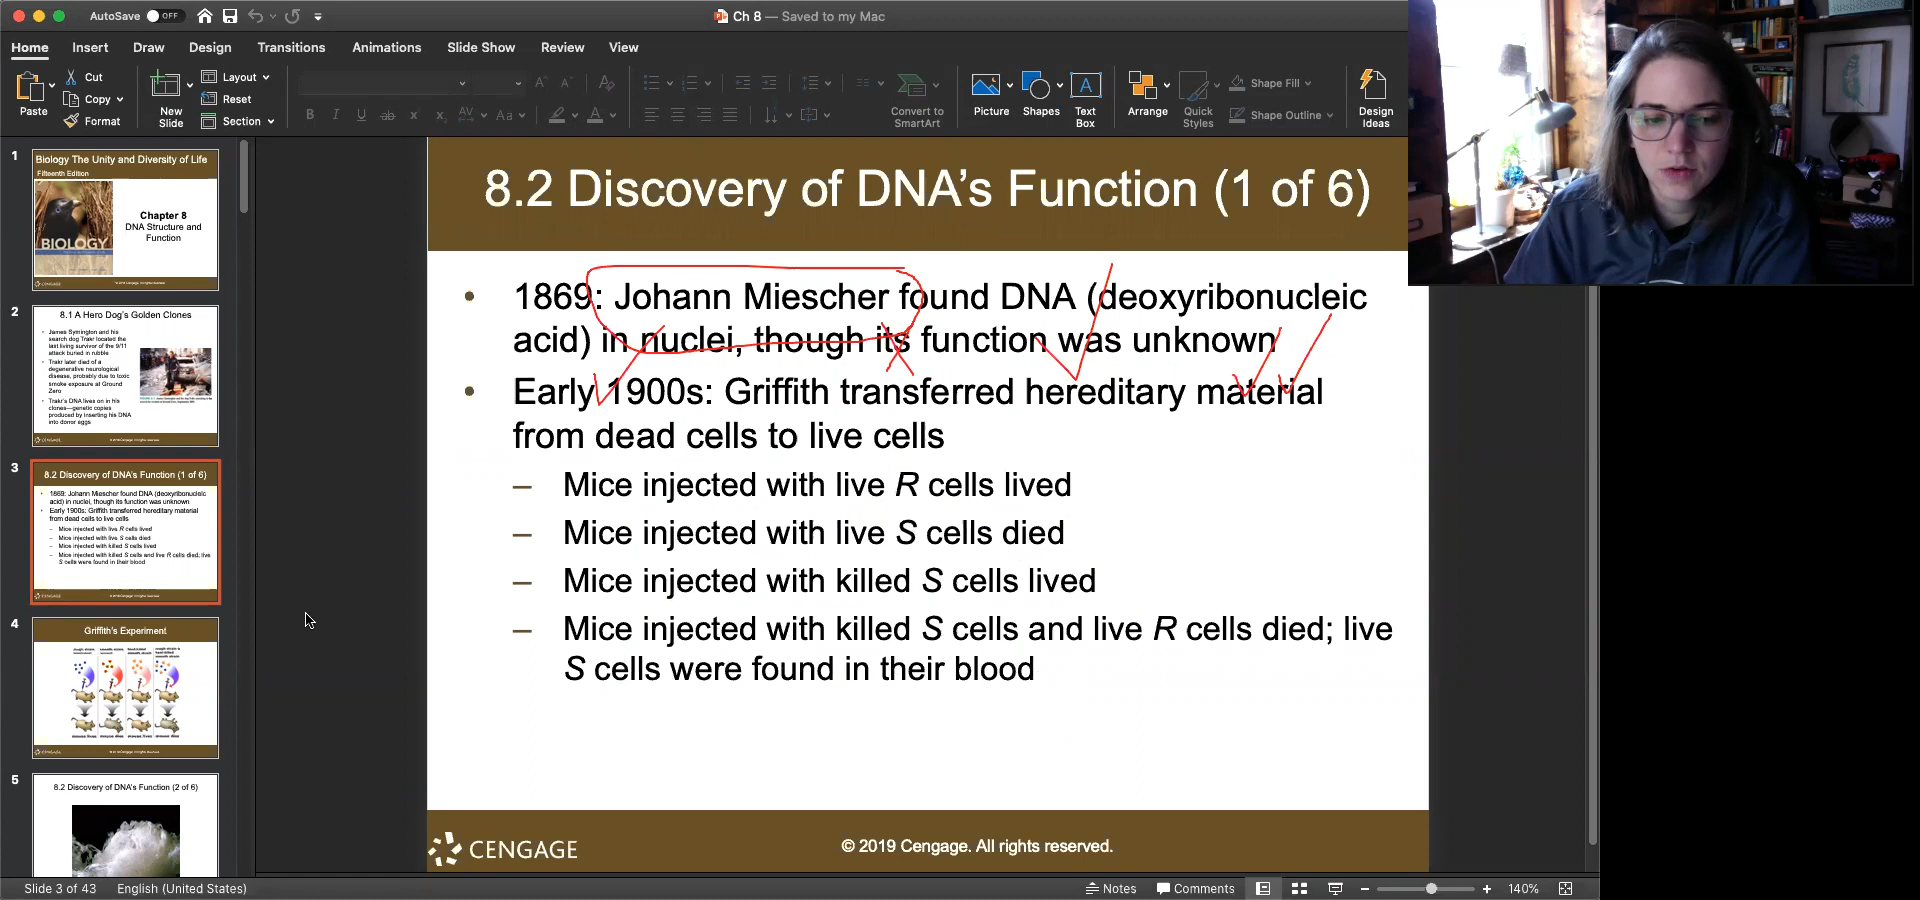 AutoSave OFF
Ch 8 — Saved to my Mac
Home Insert Draw Design Transitions Animations Slide Show Review View
Paste
Cut
Copy
Format
New Slide
Layout
Reset
Section
Convert to SmartArt
Picture
Shapes
Text Box
Arrange
Quick Styles
Shape Fill
Shape Outline
Design Ideas
1
Biology The Unity and Diversity of Life
Fifteenth Edition
BIOLOGY
Chapter 8
DNA Structure and
Function
CENGAGE
2
8.1 A Hero Dog's Golden Clones
James Symington and his
search dog Trakr located the
last living survivor of the 9/11
attack buried in rubble
Trakr later died of a
degenerative neurological
disease, probably due to toxic
smoke exposure at Ground
Zero
Trakr's DNA lives on in his
clones—genetic copies
produced by inserting his DNA
into donor eggs
CENGAGE
3
8.2 Discovery of DNA's Function (1 of 6)
1869: Johann Miescher found DNA (deoxyribonucleic
acid) in nuclei, though its function was unknown
Early 1900s: Griffith transferred hereditary material
from dead cells to live cells
Mice injected with live R cells lived
Mice injected with live S cells died
Mice injected with killed S cells lived
Mice injected with killed S cells and live R cells died; live
S cells were found in their blood
CENGAGE
4
Griffith's Experiment
CENGAGE
5
8.2 Discovery of DNA's Function (2 of 6)
8.2 Discovery of DNA's Function (1 of 6)
• 1869: Johann Miescher found DNA (deoxyribonucleic
acid) in nuclei, though its function was unknown
• Early 1900s: Griffith transferred hereditary material
from dead cells to live cells
– Mice injected with live R cells lived
– Mice injected with live S cells died
– Mice injected with killed S cells lived
– Mice injected with killed S cells and live R cells died; live
S cells were found in their blood
CENGAGE
© 2019 Cengage. All rights reserved.
Slide 3 of 43 English (United States) Notes Comments 140%